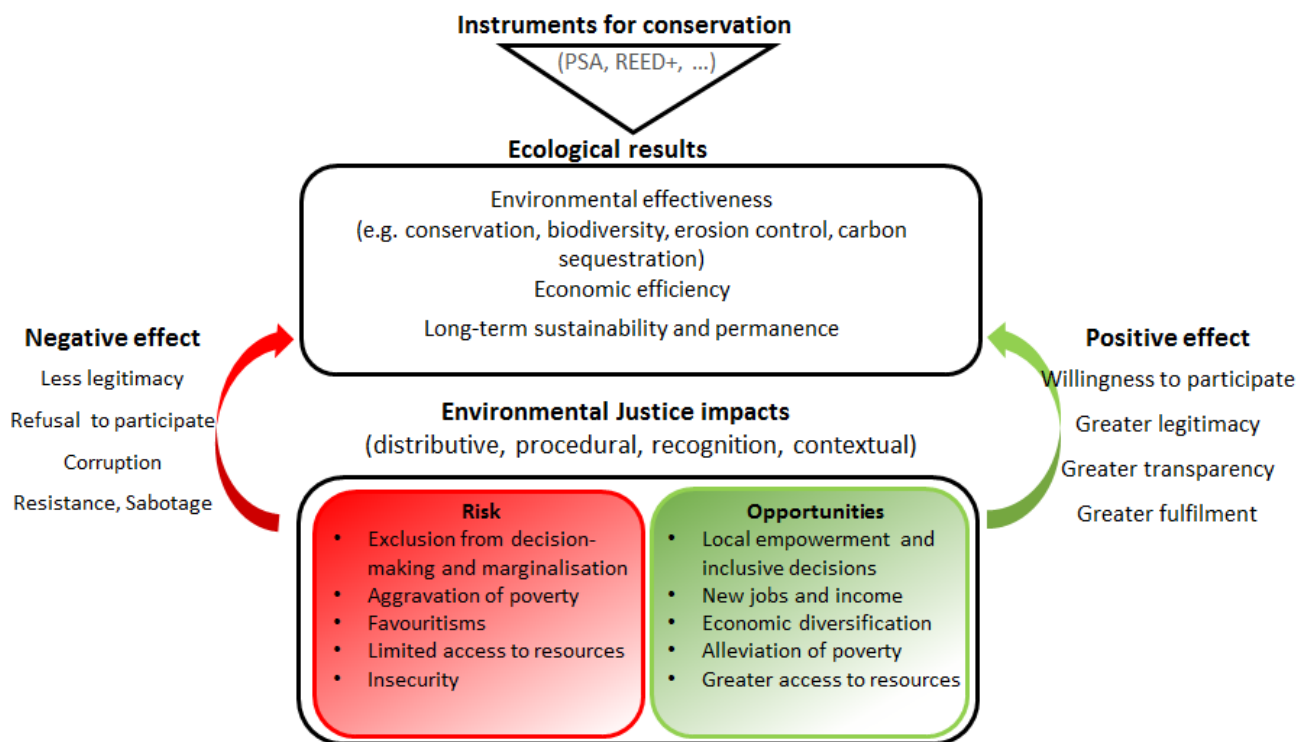 Instruments for conservation
(PSA, REED+, ...)
Ecological results
Environmental effectiveness
(e.g. conservation, biodiversity, erosion control, carbon
sequestration)
Economic efficiency
Long-term sustainability and permanence
Negative effect
Less legitimacy
Refusal to participate
Corruption
Resistance, Sabotage
Positive effect
Willingness to participate
Greater legitimacy
Greater transparency
Greater fulfilment
Environmental Justice impacts
(distributive, procedural, recognition, contextual)
Risk
• Exclusion from decision-
making and marginalisation
• Aggravation of poverty
• Favouritisms
• Limited access to resources
• Insecurity
Opportunities
• Local empowerment and
inclusive decisions
• New jobs and income
• Economic diversification
• Alleviation of poverty
• Greater access to resources